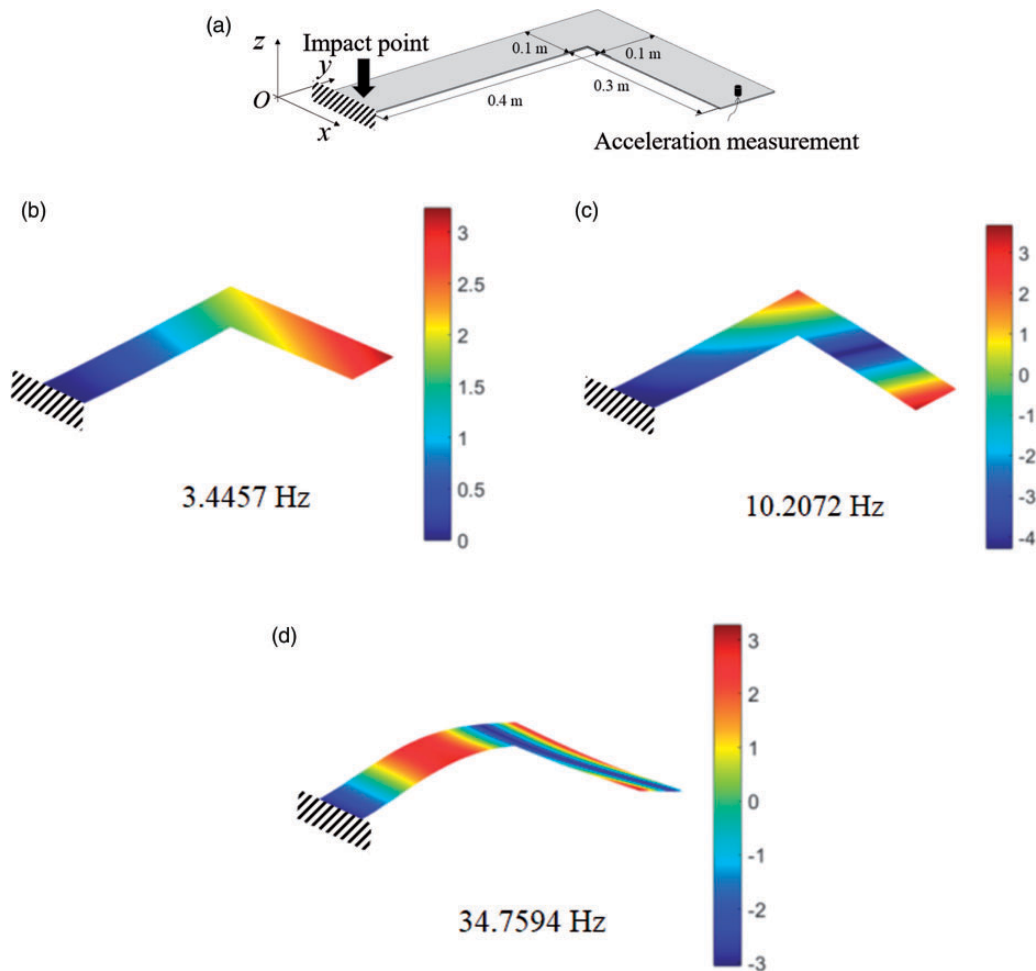 (a)
z
Impact point
y
O
x
0.1 m
0.1 m
0.4 m
0.3 m
Acceleration measurement
(b)
3
2.5
2
1.5
1
0.5
0
3.4457 Hz
(c)
3
2
1
0
-1
-2
-3
-4
10.2072 Hz
(d)
3
2
1
0
-1
-2
-3
34.7594 Hz